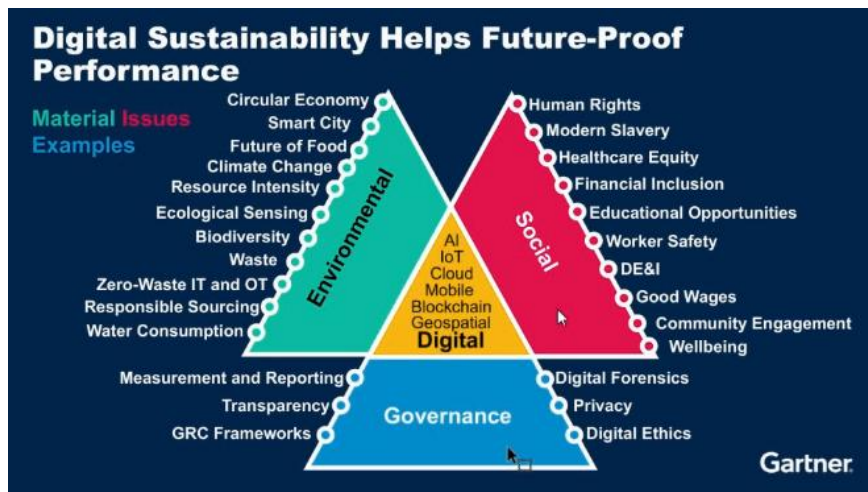 Digital Sustainability Helps Future-Proof
Performance
Material Issues
Examples
Circular Economy
Smart City
Future of Food
Climate Change
Resource Intensity
Ecological Sensing
Biodiversity
Waste
Zero-Waste IT and OT
Responsible Sourcing
Water Consumption
Environmental
Human Rights
Modern Slavery
Healthcare Equity
Financial Inclusion
Educational Opportunities
Worker Safety
DE&I
Good Wages
Community Engagement
Wellbeing
Social
AI
IoT
Cloud
Mobile
Blockchain
Geospatial
Digital
Measurement and Reporting
Transparency
GRC Frameworks
Governance
Digital Forensics
Privacy
Digital Ethics
Gartner